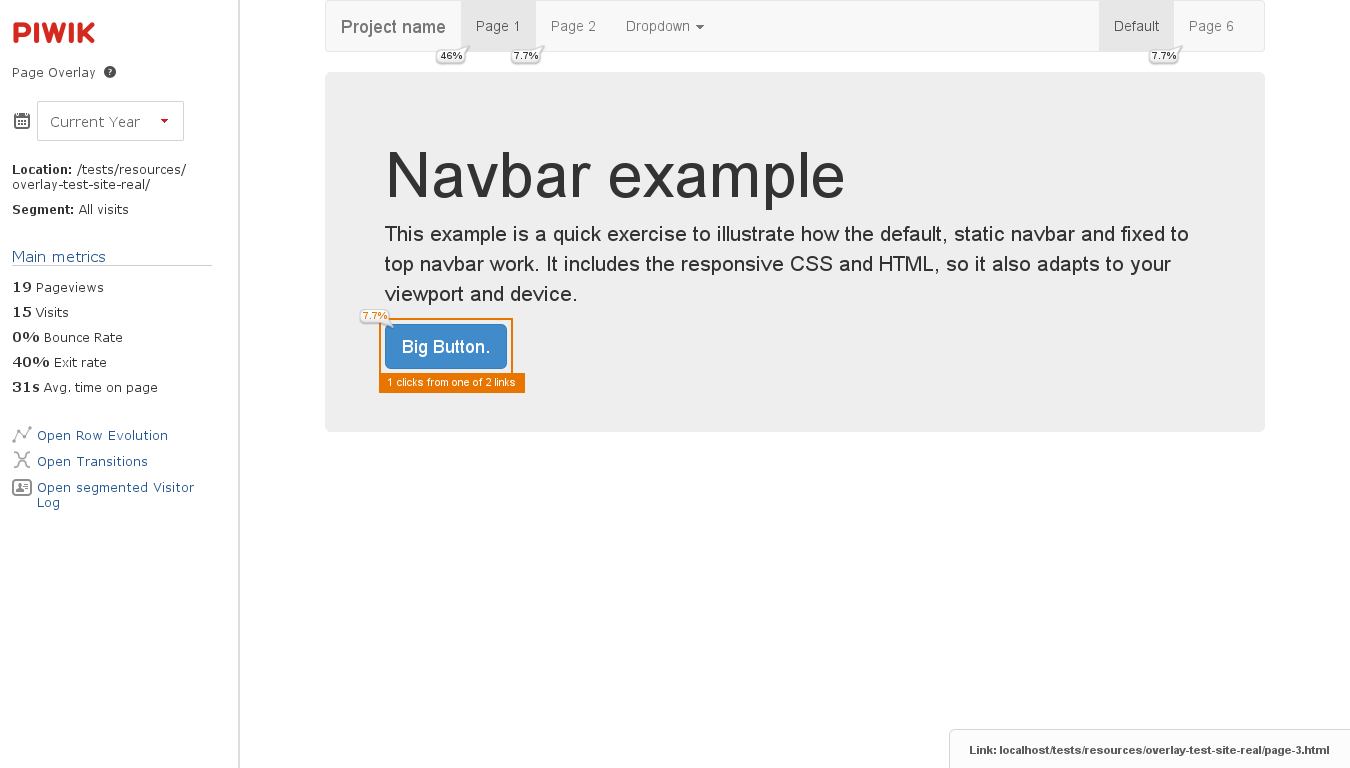 PIWIK
Page Overlay ?
Current Year
Location: /tests/resources/
overlay-test-site-real/
Segment: All visits
Main metrics
19 Pageviews
15 Visits
0% Bounce Rate
40% Exit rate
31s Avg. time on page
Open Row Evolution
Open Transitions
Open segmented Visitor
Log
Project name Page 1 Page 2 Dropdown Default Page 6
46% 7.7% 7.7%
Navbar example
This example is a quick exercise to illustrate how the default, static navbar and fixed to
top navbar work. It includes the responsive CSS and HTML, so it also adapts to your
viewport and device.
7.7%
Big Button.
1 clicks from one of 2 links
Link: localhost/tests/resources/overlay-test-site-real/page-3.html